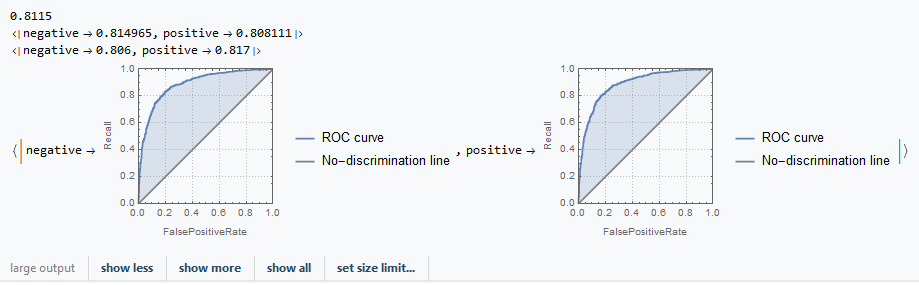 0.8115
<|negative → 0.814965, positive → 0.808111|>
<|negative → 0.806, positive → 0.817|>
<|negative →
Recall
1.0
0.8
0.6
0.4
0.2
0.0
0.0 0.2 0.4 0.6 0.8 1.0
FalsePositiveRate
ROC curve
No-discrimination line
, positive →
Recall
1.0
0.8
0.6
0.4
0.2
0.0
0.0 0.2 0.4 0.6 0.8 1.0
FalsePositiveRate
ROC curve
No-discrimination line
|>
large output show less show more show all set size limit...